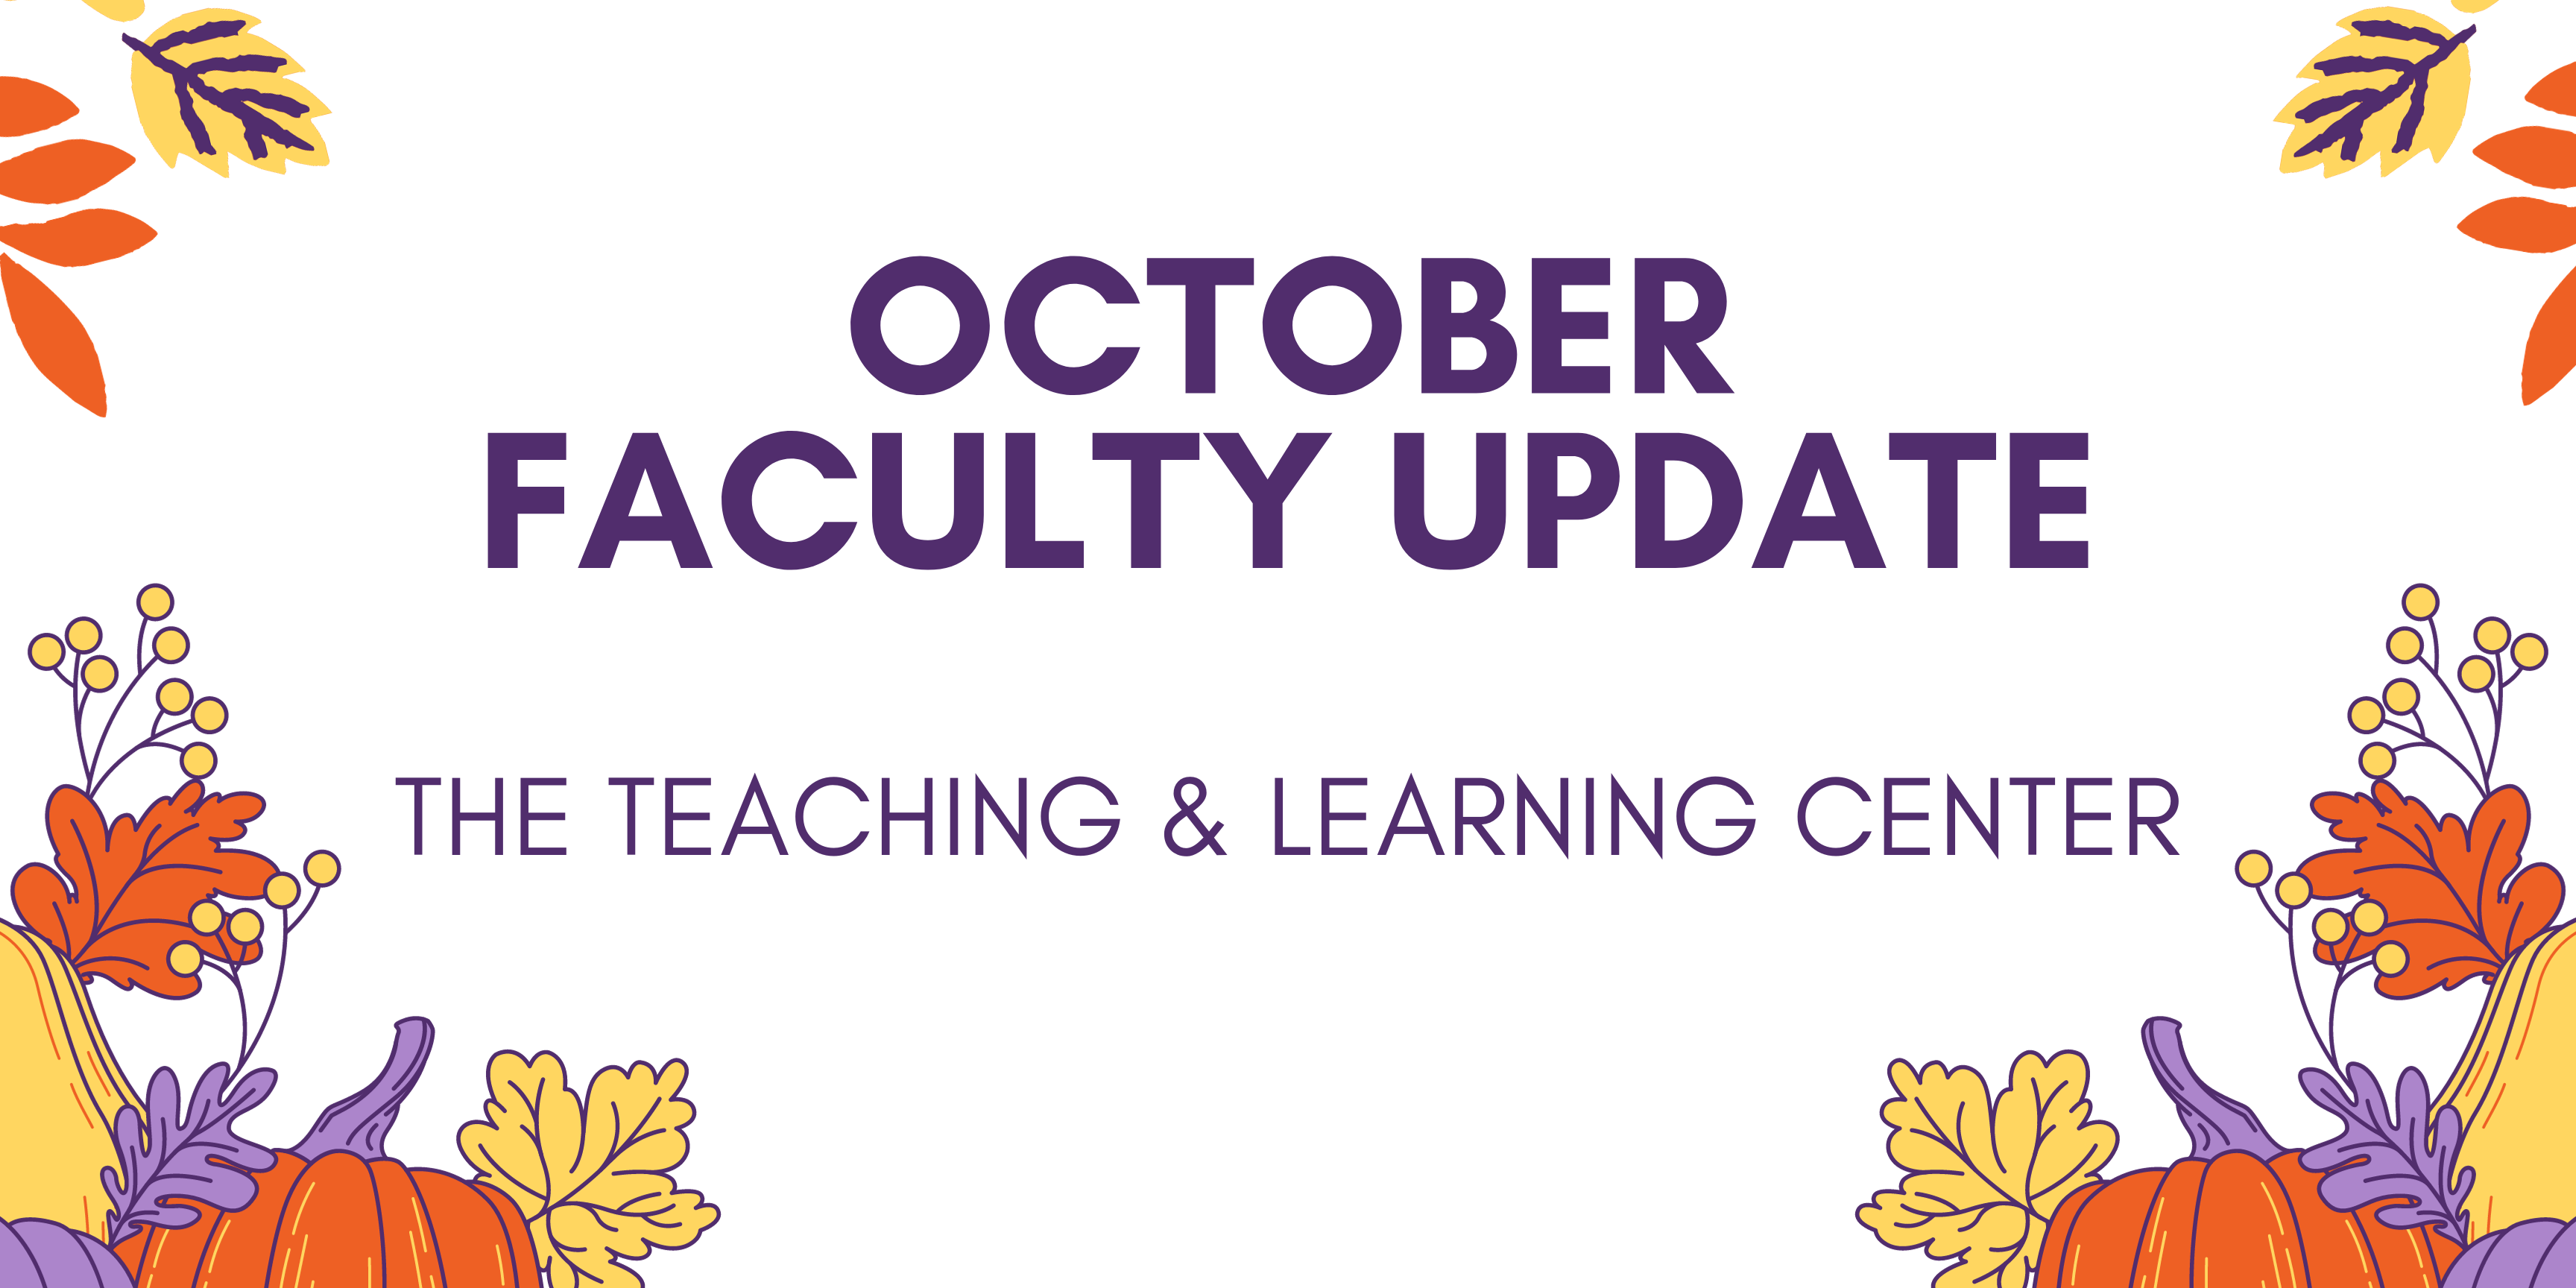 OCTOBER
FACULTY UPDATE
THE TEACHING & LEARNING CENTER